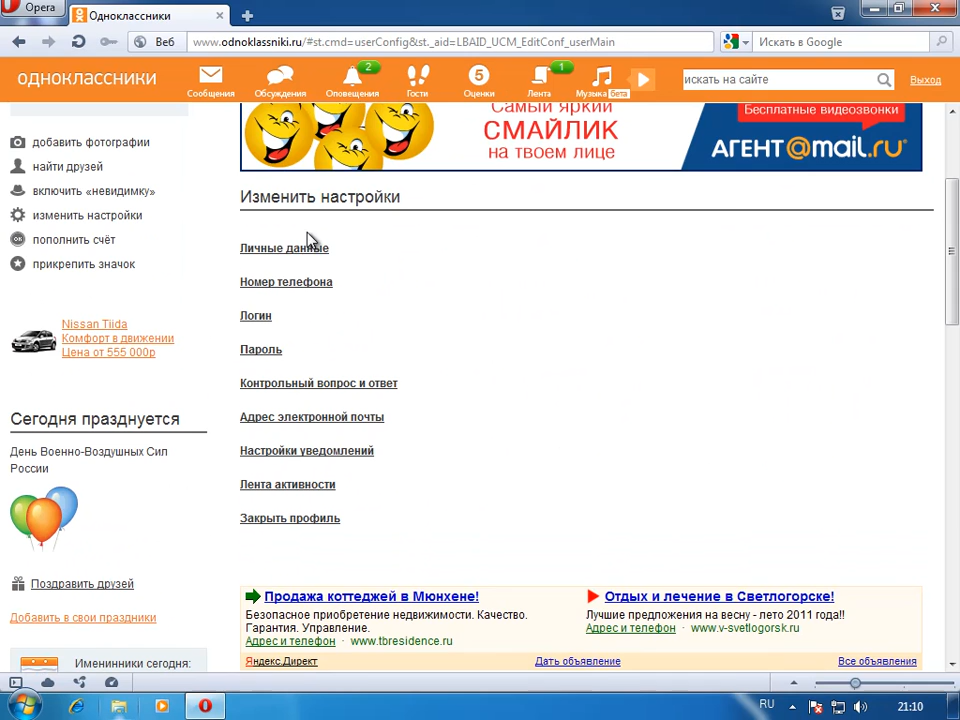 Opera
Одноклассники
Веб
www.odnoklassniki.ru/#st.cmd=userConfig&st._aid=LBAID_UCM_EditConf_userMain
Искать в Google
одноклассники
Сообщения
Обсуждения
2
Оповещения
Гости
5
Оценки
1
Лента
Музыка бета
искать на сайте
Выход
Самый яркий
СМАЙЛИК
на твоем лице
Бесплатные видеозвонки
АГЕНТ@mail.ru®
добавить фотографии
найти друзей
включить «невидимку»
изменить настройки
пополнить счёт
прикрепить значок
Nissan Tiida
Комфорт в движении
Цена от 555 000р
Сегодня празднуется
День Военно-Воздушных Сил
России
Поздравить друзей
Добавить в свои праздники
Именинники сегодня:
Изменить настройки
Личные данные
Номер телефона
Логин
Пароль
Контрольный вопрос и ответ
Адрес электронной почты
Настройки уведомлений
Лента активности
Закрыть профиль
Продажа коттеджей в Мюнхене!
Безопасное приобретение недвижимости. Качество.
Гарантия. Управление.
Адрес и телефон · www.tbresidence.ru
Отдых и лечение в Светлогорске!
Лучшие предложения на весну - лето 2011 года!!
Адрес и телефон · www.v-svetlogorsk.ru
Яндекс.Директ
Дать объявление
Все объявления
RU
21:10